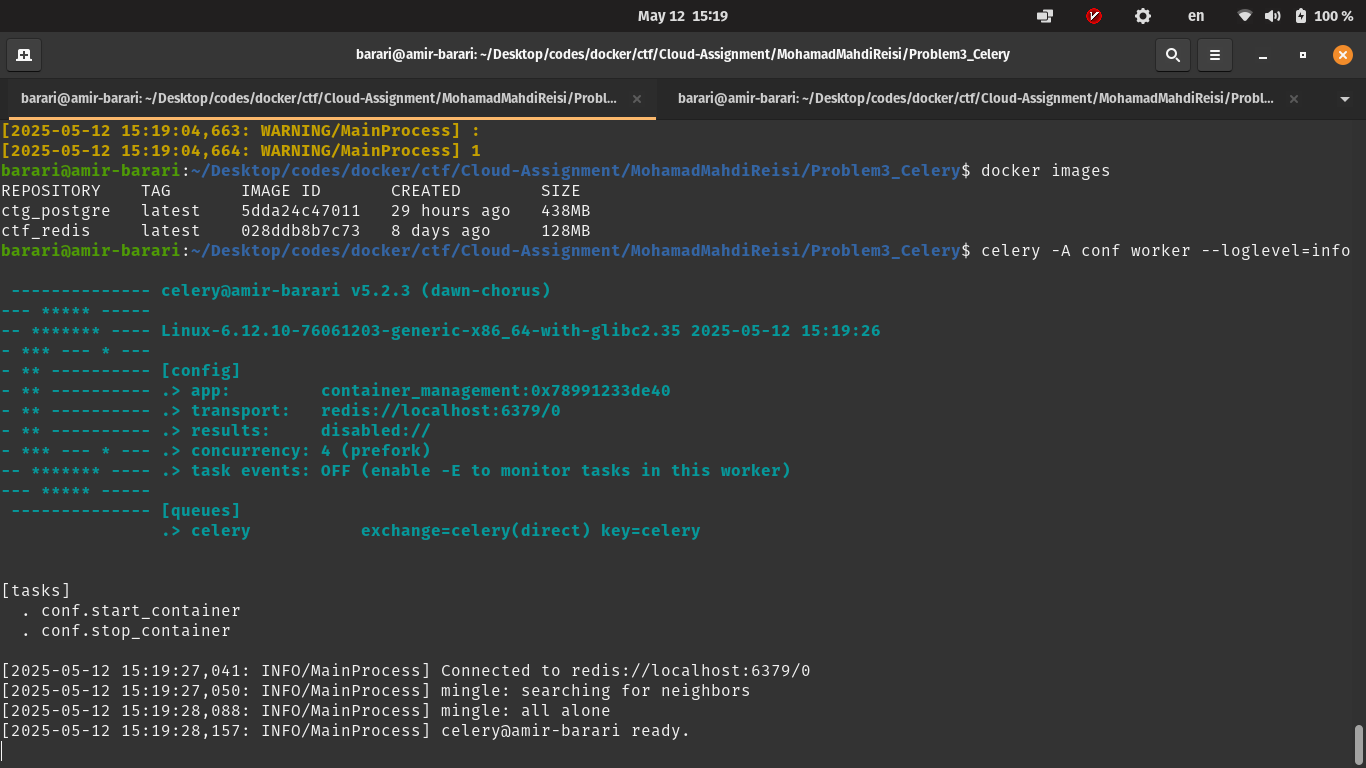 May 12 15:19
en
100 %
barari@amir-barari: ~/Desktop/codes/docker/ctf/Cloud-Assignment/MohamadMahdiReisi/Problem3_Celery
barari@amir-barari: ~/Desktop/codes/docker/ctf/Cloud-Assignment/MohamadMahdiReisi/Probl... × barari@amir-barari: ~/Desktop/codes/docker/ctf/Cloud-Assignment/MohamadMahdiReisi/Probl... ×
[2025-05-12 15:19:04,663: WARNING/MainProcess] :
[2025-05-12 15:19:04,664: WARNING/MainProcess] 1
barari@amir-barari:~/Desktop/codes/docker/ctf/Cloud-Assignment/MohamadMahdiReisi/Problem3_Celery$ docker images
REPOSITORY    TAG       IMAGE ID       CREATED        SIZE
ctg_postgre   latest    5dda24c47011   29 hours ago   438MB
ctf_redis     latest    028ddb8b7c73   8 days ago     128MB
barari@amir-barari:~/Desktop/codes/docker/ctf/Cloud-Assignment/MohamadMahdiReisi/Problem3_Celery$ celery -A conf worker --loglevel=info
 -------------- celery@amir-barari v5.2.3 (dawn-chorus)
--- ***** -----
-- ******* ---- Linux-6.12.10-76061203-generic-x86_64-with-glibc2.35 2025-05-12 15:19:26
- *** --- * ---
- ** ---------- [config]
- ** ---------- .> app:         container_management:0x78991233de40
- ** ---------- .> transport:   redis://localhost:6379/0
- ** ---------- .> results:     disabled://
- *** --- * --- .> concurrency: 4 (prefork)
-- ******* ---- .> task events: OFF (enable -E to monitor tasks in this worker)
--- ***** -----
 -------------- [queues]
                .> celery           exchange=celery(direct) key=celery
[tasks]
  . conf.start_container
  . conf.stop_container
[2025-05-12 15:19:27,041: INFO/MainProcess] Connected to redis://localhost:6379/0
[2025-05-12 15:19:27,050: INFO/MainProcess] mingle: searching for neighbors
[2025-05-12 15:19:28,088: INFO/MainProcess] mingle: all alone
[2025-05-12 15:19:28,157: INFO/MainProcess] celery@amir-barari ready.